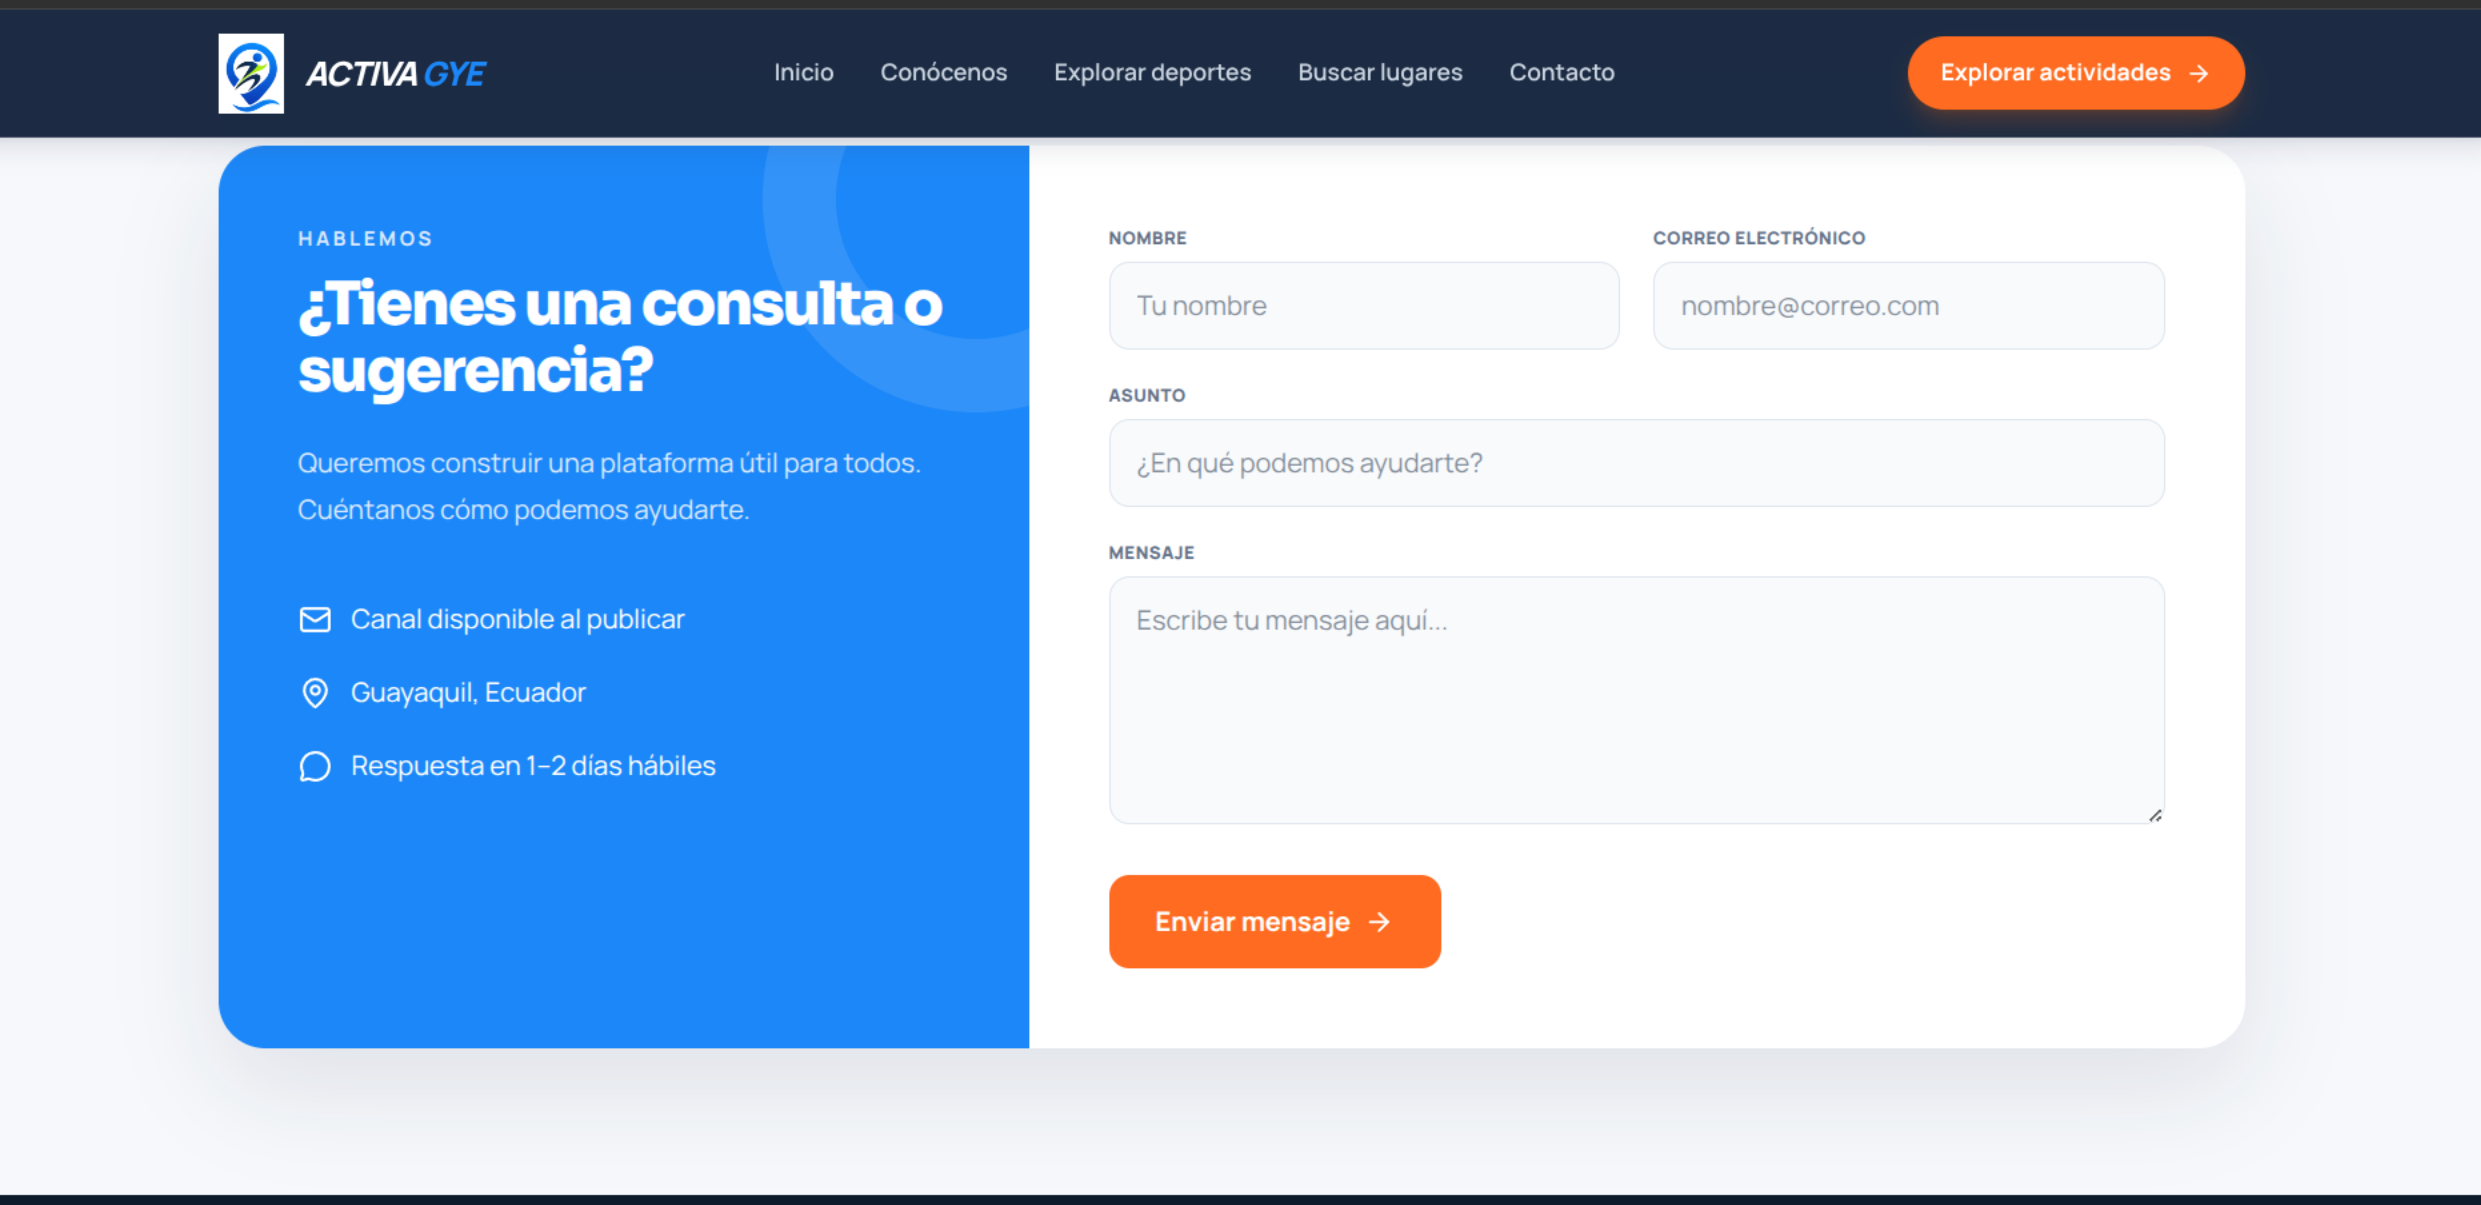 ACTIVA GYE
Inicio
Conócenos
Explorar deportes
Buscar lugares
Contacto
Explorar actividades →
HABLEMOS
¿Tienes una consulta o
sugerencia?
Queremos construir una plataforma útil para todos.
Cuéntanos cómo podemos ayudarte.
Canal disponible al publicar
Guayaquil, Ecuador
Respuesta en 1–2 días hábiles
NOMBRE
Tu nombre
CORREO ELECTRÓNICO
nombre@correo.com
ASUNTO
¿En qué podemos ayudarte?
MENSAJE
Escribe tu mensaje aquí...
Enviar mensaje →